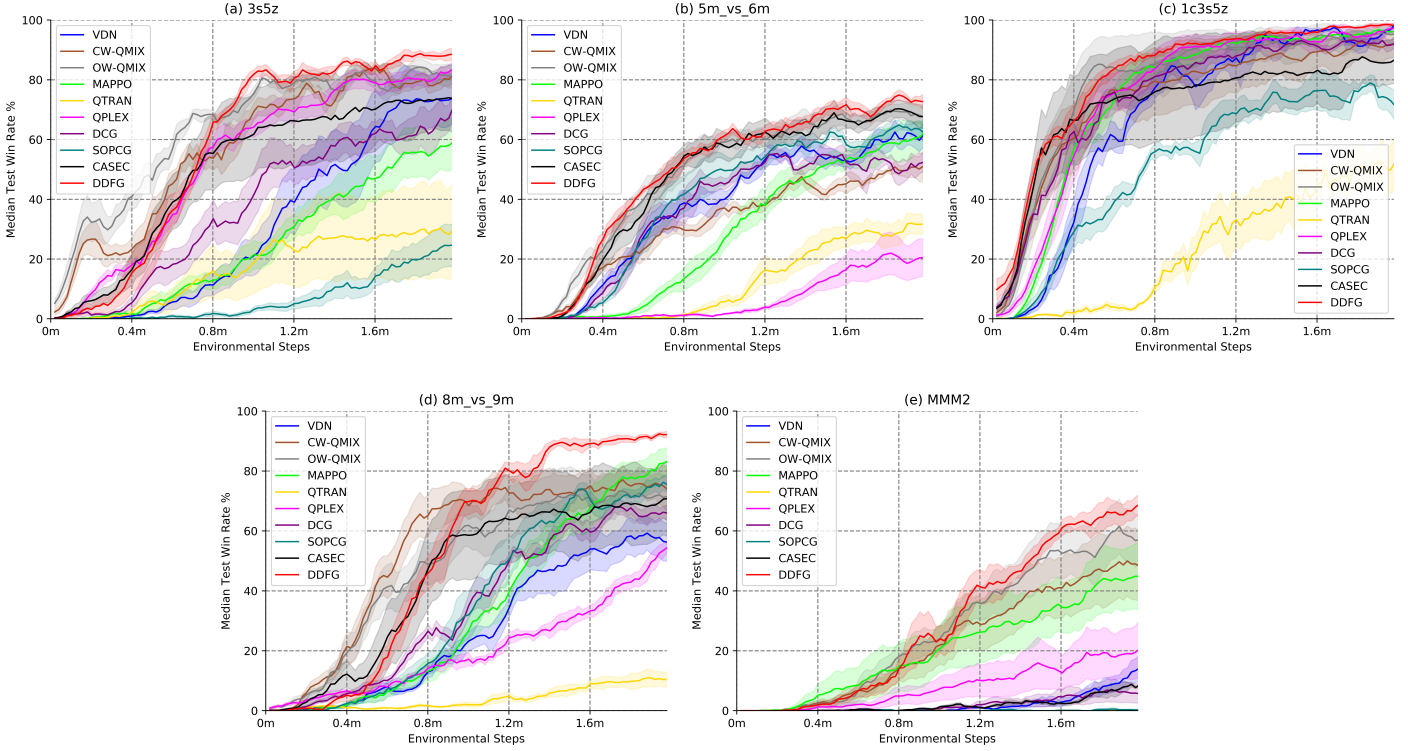 (a) 3s5z
Median Test Win Rate %
100
80
60
40
20
0
0m
0.4m
0.8m
1.2m
1.6m
Environmental Steps
VDN
CW-QMIX
OW-QMIX
MAPPO
QTRAN
QPLEX
DCG
SOPCG
CASEC
DDFG
(b) 5m_vs_6m
Median Test Win Rate %
100
80
60
40
20
0
0m
0.4m
0.8m
1.2m
1.6m
Environmental Steps
VDN
CW-QMIX
OW-QMIX
MAPPO
QTRAN
QPLEX
DCG
SOPCG
CASEC
DDFG
(c) 1c3s5z
Median Test Win Rate %
100
80
60
40
20
0
0m
0.4m
0.8m
1.2m
1.6m
Environmental Steps
VDN
CW-QMIX
OW-QMIX
MAPPO
QTRAN
QPLEX
DCG
SOPCG
CASEC
DDFG
(d) 8m_vs_9m
Median Test Win Rate %
100
80
60
40
20
0
0m
0.4m
0.8m
1.2m
1.6m
Environmental Steps
VDN
CW-QMIX
OW-QMIX
MAPPO
QTRAN
QPLEX
DCG
SOPCG
CASEC
DDFG
(e) MMM2
Median Test Win Rate %
100
80
60
40
20
0
0m
0.4m
0.8m
1.2m
1.6m
Environmental Steps
VDN
CW-QMIX
OW-QMIX
MAPPO
QTRAN
QPLEX
DCG
SOPCG
CASEC
DDFG